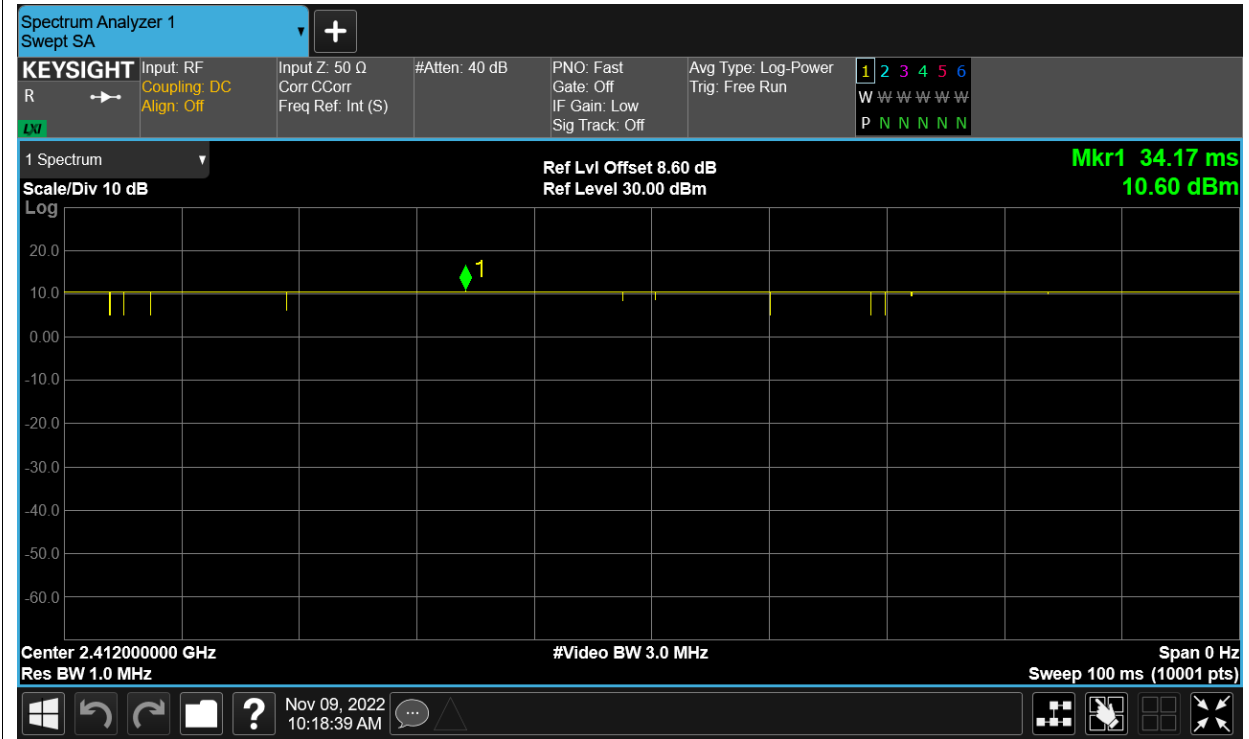 Spectrum Analyzer 1
Swept SA
KEYSIGHT
R
LXI
Input: RF
Coupling: DC
Align: Off
Input Z: 50 Ω
Corr CCorr
Freq Ref: Int (S)
#Atten: 40 dB
PNO: Fast
Gate: Off
IF Gain: Low
Sig Track: Off
Avg Type: Log-Power
Trig: Free Run
1 2 3 4 5 6
W W W W W W
P N N N N N
1 Spectrum
Scale/Div 10 dB
Log
Ref Lvl Offset 8.60 dB
Ref Level 30.00 dBm
Mkr1 34.17 ms
10.60 dBm
1
20.0
10.0
0.00
-10.0
-20.0
-30.0
-40.0
-50.0
-60.0
Center 2.412000000 GHz
Res BW 1.0 MHz
#Video BW 3.0 MHz
Span 0 Hz
Sweep 100 ms (10001 pts)
?
Nov 09, 2022
10:18:39 AM